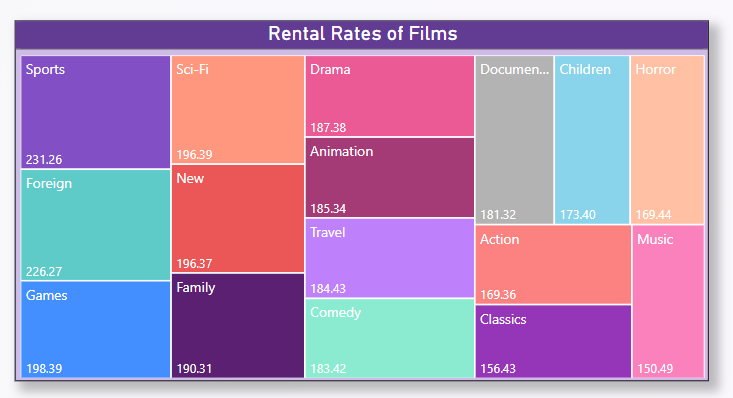 Rental Rates of Films
Sports
231.26
Foreign
226.27
Games
198.39
Sci-Fi
196.39
New
196.37
Family
190.31
Drama
187.38
Animation
185.34
Travel
184.43
Comedy
183.42
Documen...
181.32
Children
173.40
Horror
169.44
Action
169.36
Classics
156.43
Music
150.49